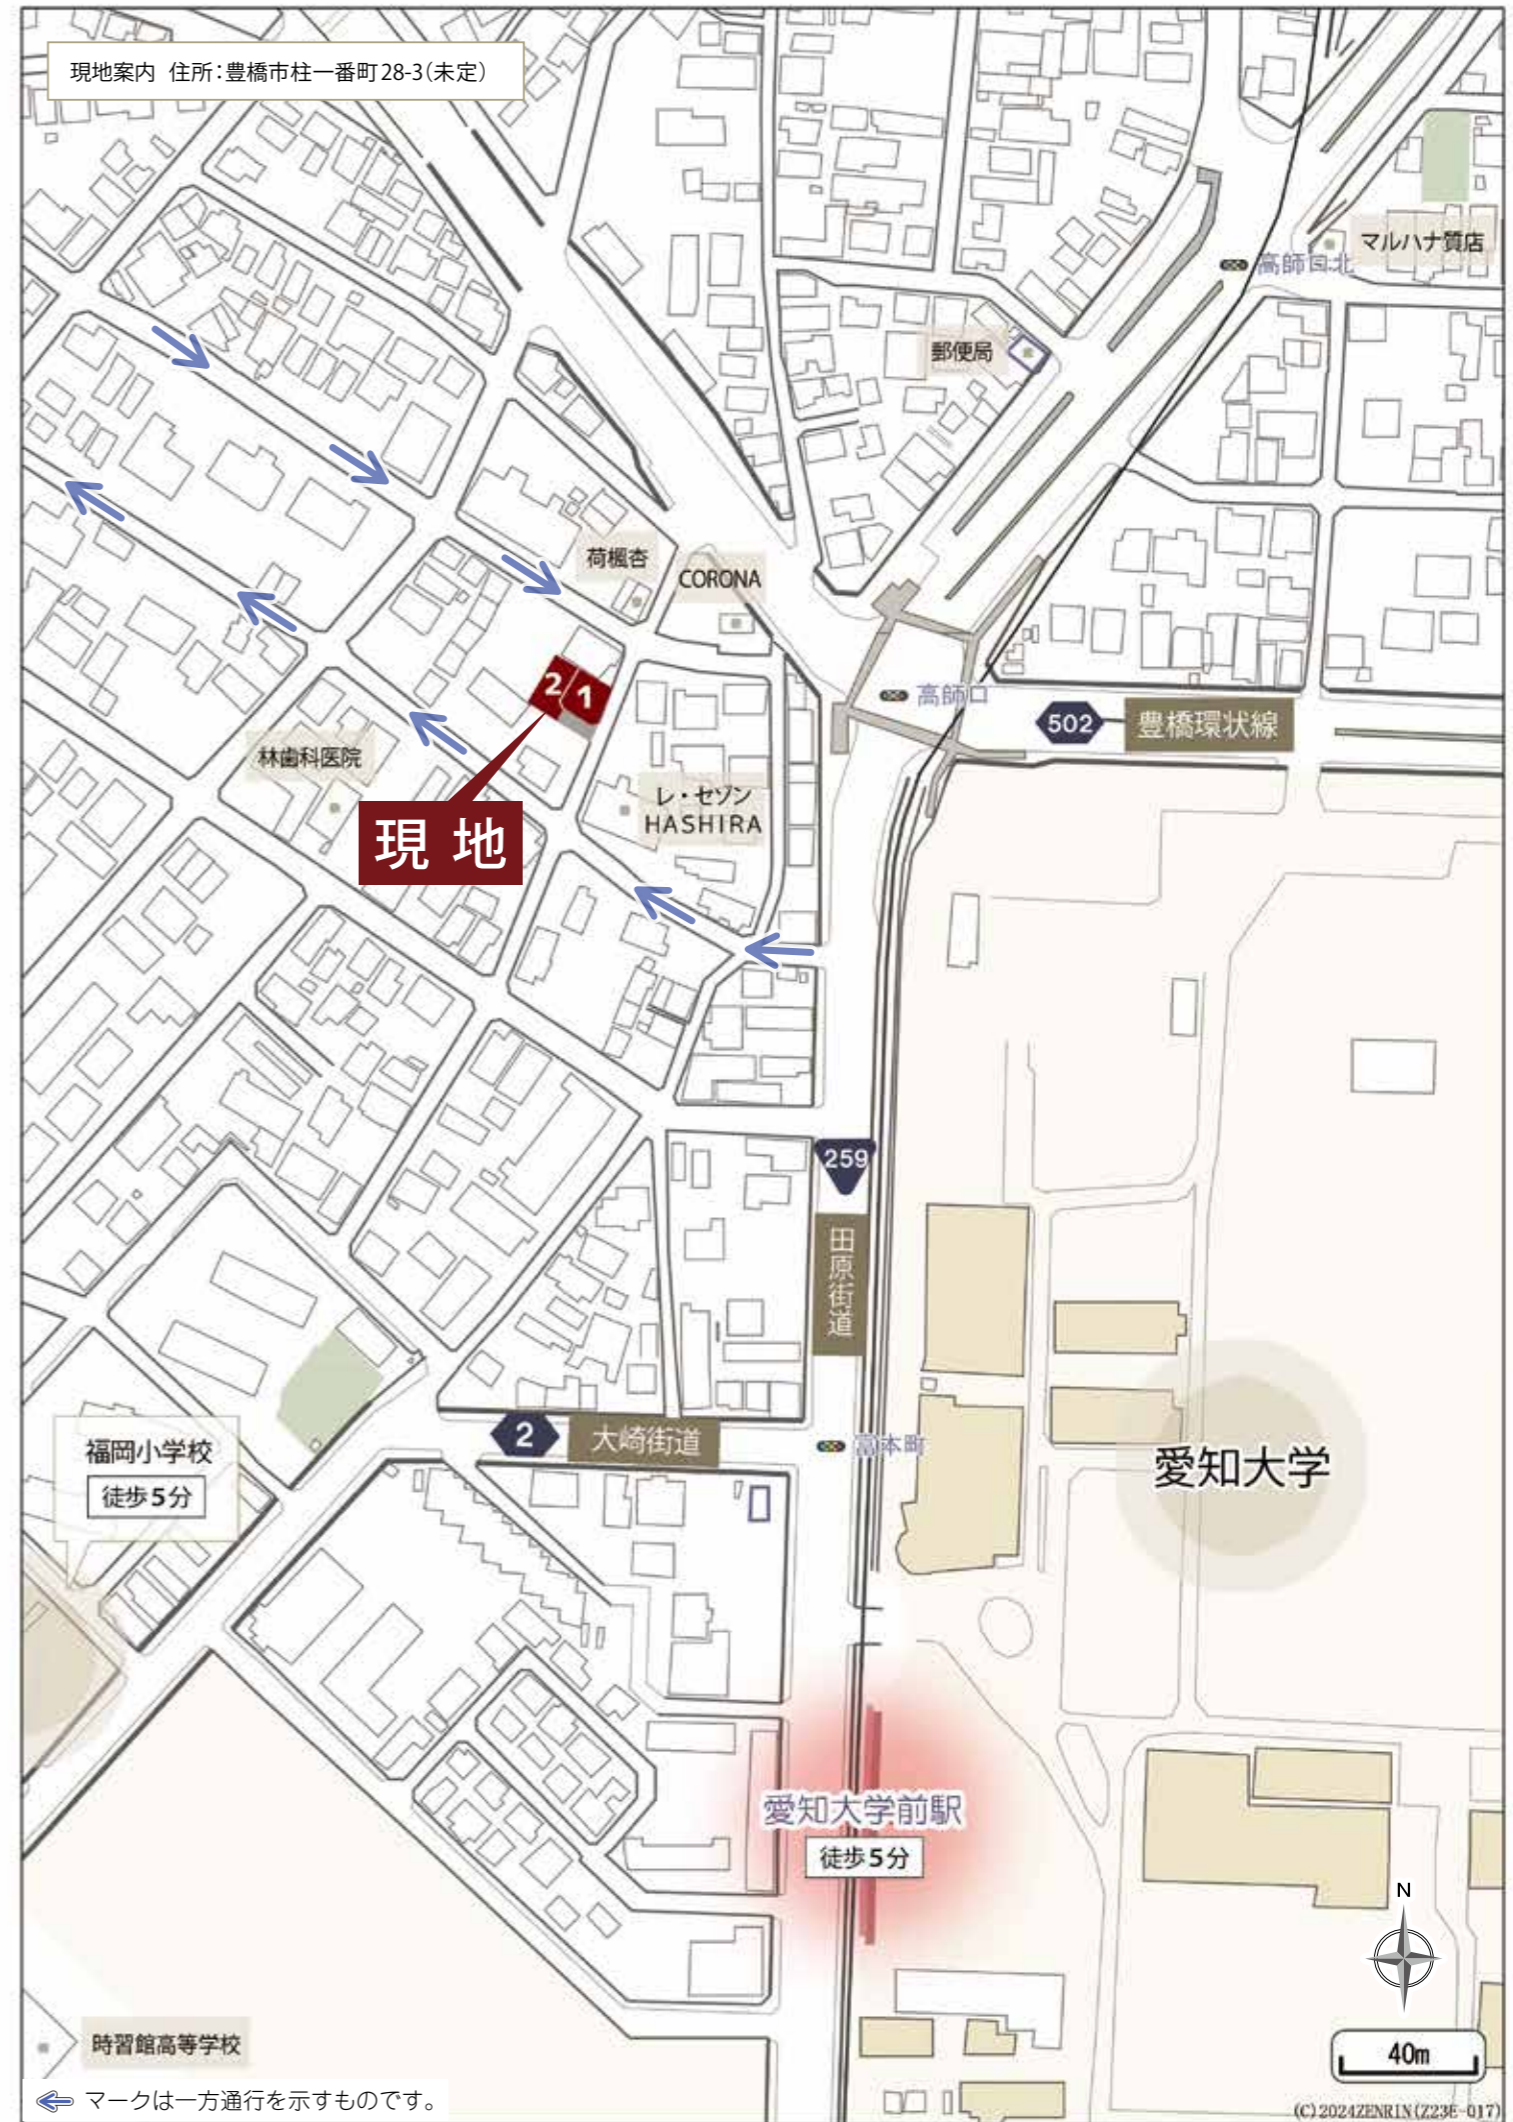 現地案内 住所：豊橋市柱一番町28-3（未定）
マルハナ質店
高師口北
郵便局
荷楓杏
CORONA
2
1
高師口
502
豊橋環状線
林歯科医院
レ・セゾン
HASHIRA
現地
259
田原街道
2
大崎街道
富本町
福岡小学校
徒歩5分
愛知大学
愛知大学前駅
徒歩5分
N
時習館高等学校
40m
マークは一方通行を示すものです。
(C)2024ZENRIN(Z23E-017)